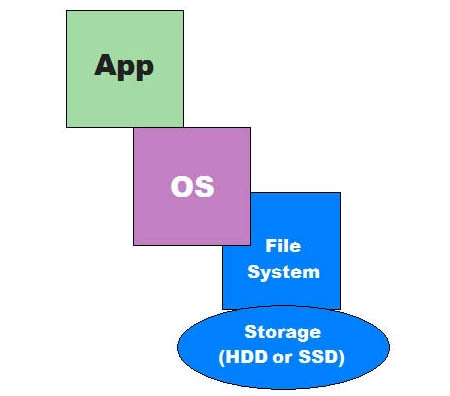 App
OS
File
System
Storage
(HDD or SSD)